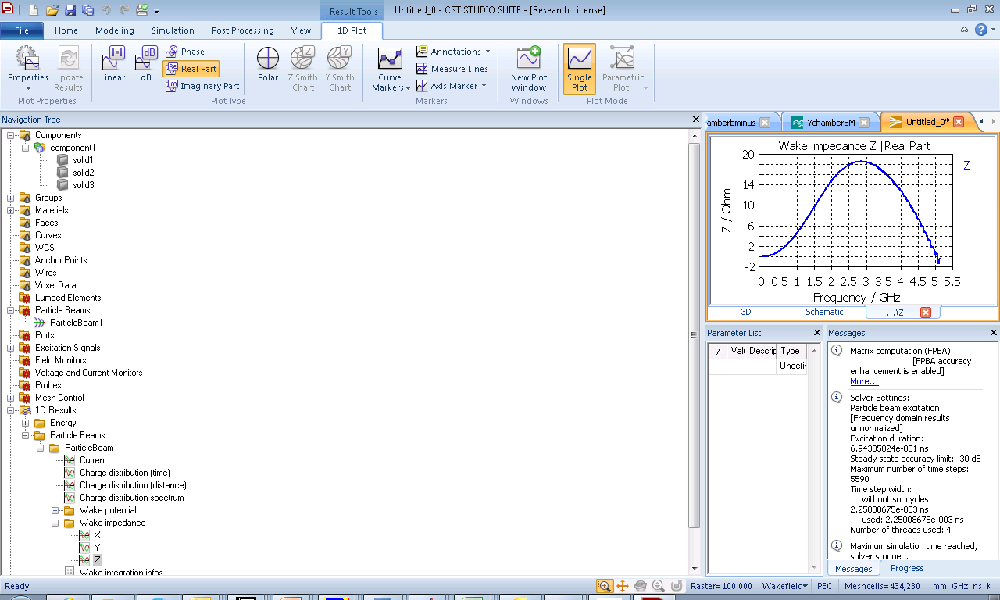 Result Tools
Untitled_0 - CST STUDIO SUITE - [Research License]
File Home Modeling Simulation Post Processing View 1D Plot
Properties
Update Results
Plot Properties
Linear
dB
Phase
Real Part
Imaginary Part
Plot Type
Polar
Z Smith Chart
Y Smith Chart
Curve Markers
Annotations
Measure Lines
Axis Marker
Markers
New Plot Window
Windows
Single Plot
Parametric Plot
Plot Mode
Navigation Tree
Components
component1
solid1
solid2
solid3
Groups
Materials
Faces
Curves
WCS
Anchor Points
Wires
Voxel Data
Lumped Elements
Particle Beams
ParticleBeam1
Ports
Excitation Signals
Field Monitors
Voltage and Current Monitors
Probes
Mesh Control
1D Results
Energy
Particle Beams
ParticleBeam1
Current
Charge distribution (time)
Charge distribution (distance)
Charge distribution spectrum
Wake potential
Wake impedance
X
Y
Z
Wake integration infos
amberbminus YchamberEM Untitled_0*
Wake impedance Z [Real Part]
Z
Z / Ohm
20
14
10
6
2
-2
0 0.5 1 1.5 2 2.5 3 3.5 4 4.5 5 5.5
Frequency / GHz
3D Schematic ...\Z
Parameter List
/ Valu Descrip Type
Undefin
Messages
Matrix computation (FPBA)
[FPBA accuracy
enhancement is enabled]
More...
Solver Settings:
Particle beam excitation
[Frequency domain results
unnormalized]
Excitation duration:
6.94305824e-001 ns
Steady state accuracy limit: -30 dB
Maximum number of time steps:
5590
Time step width:
without subcycles:
2.25008675e-003 ns
used: 2.25008675e-003 ns
Number of threads used: 4
Maximum simulation time reached,
solver stopped.
Messages Progress
Ready
Raster=100.000 Wakefield PEC Meshcells=434,280 mm GHz ns K